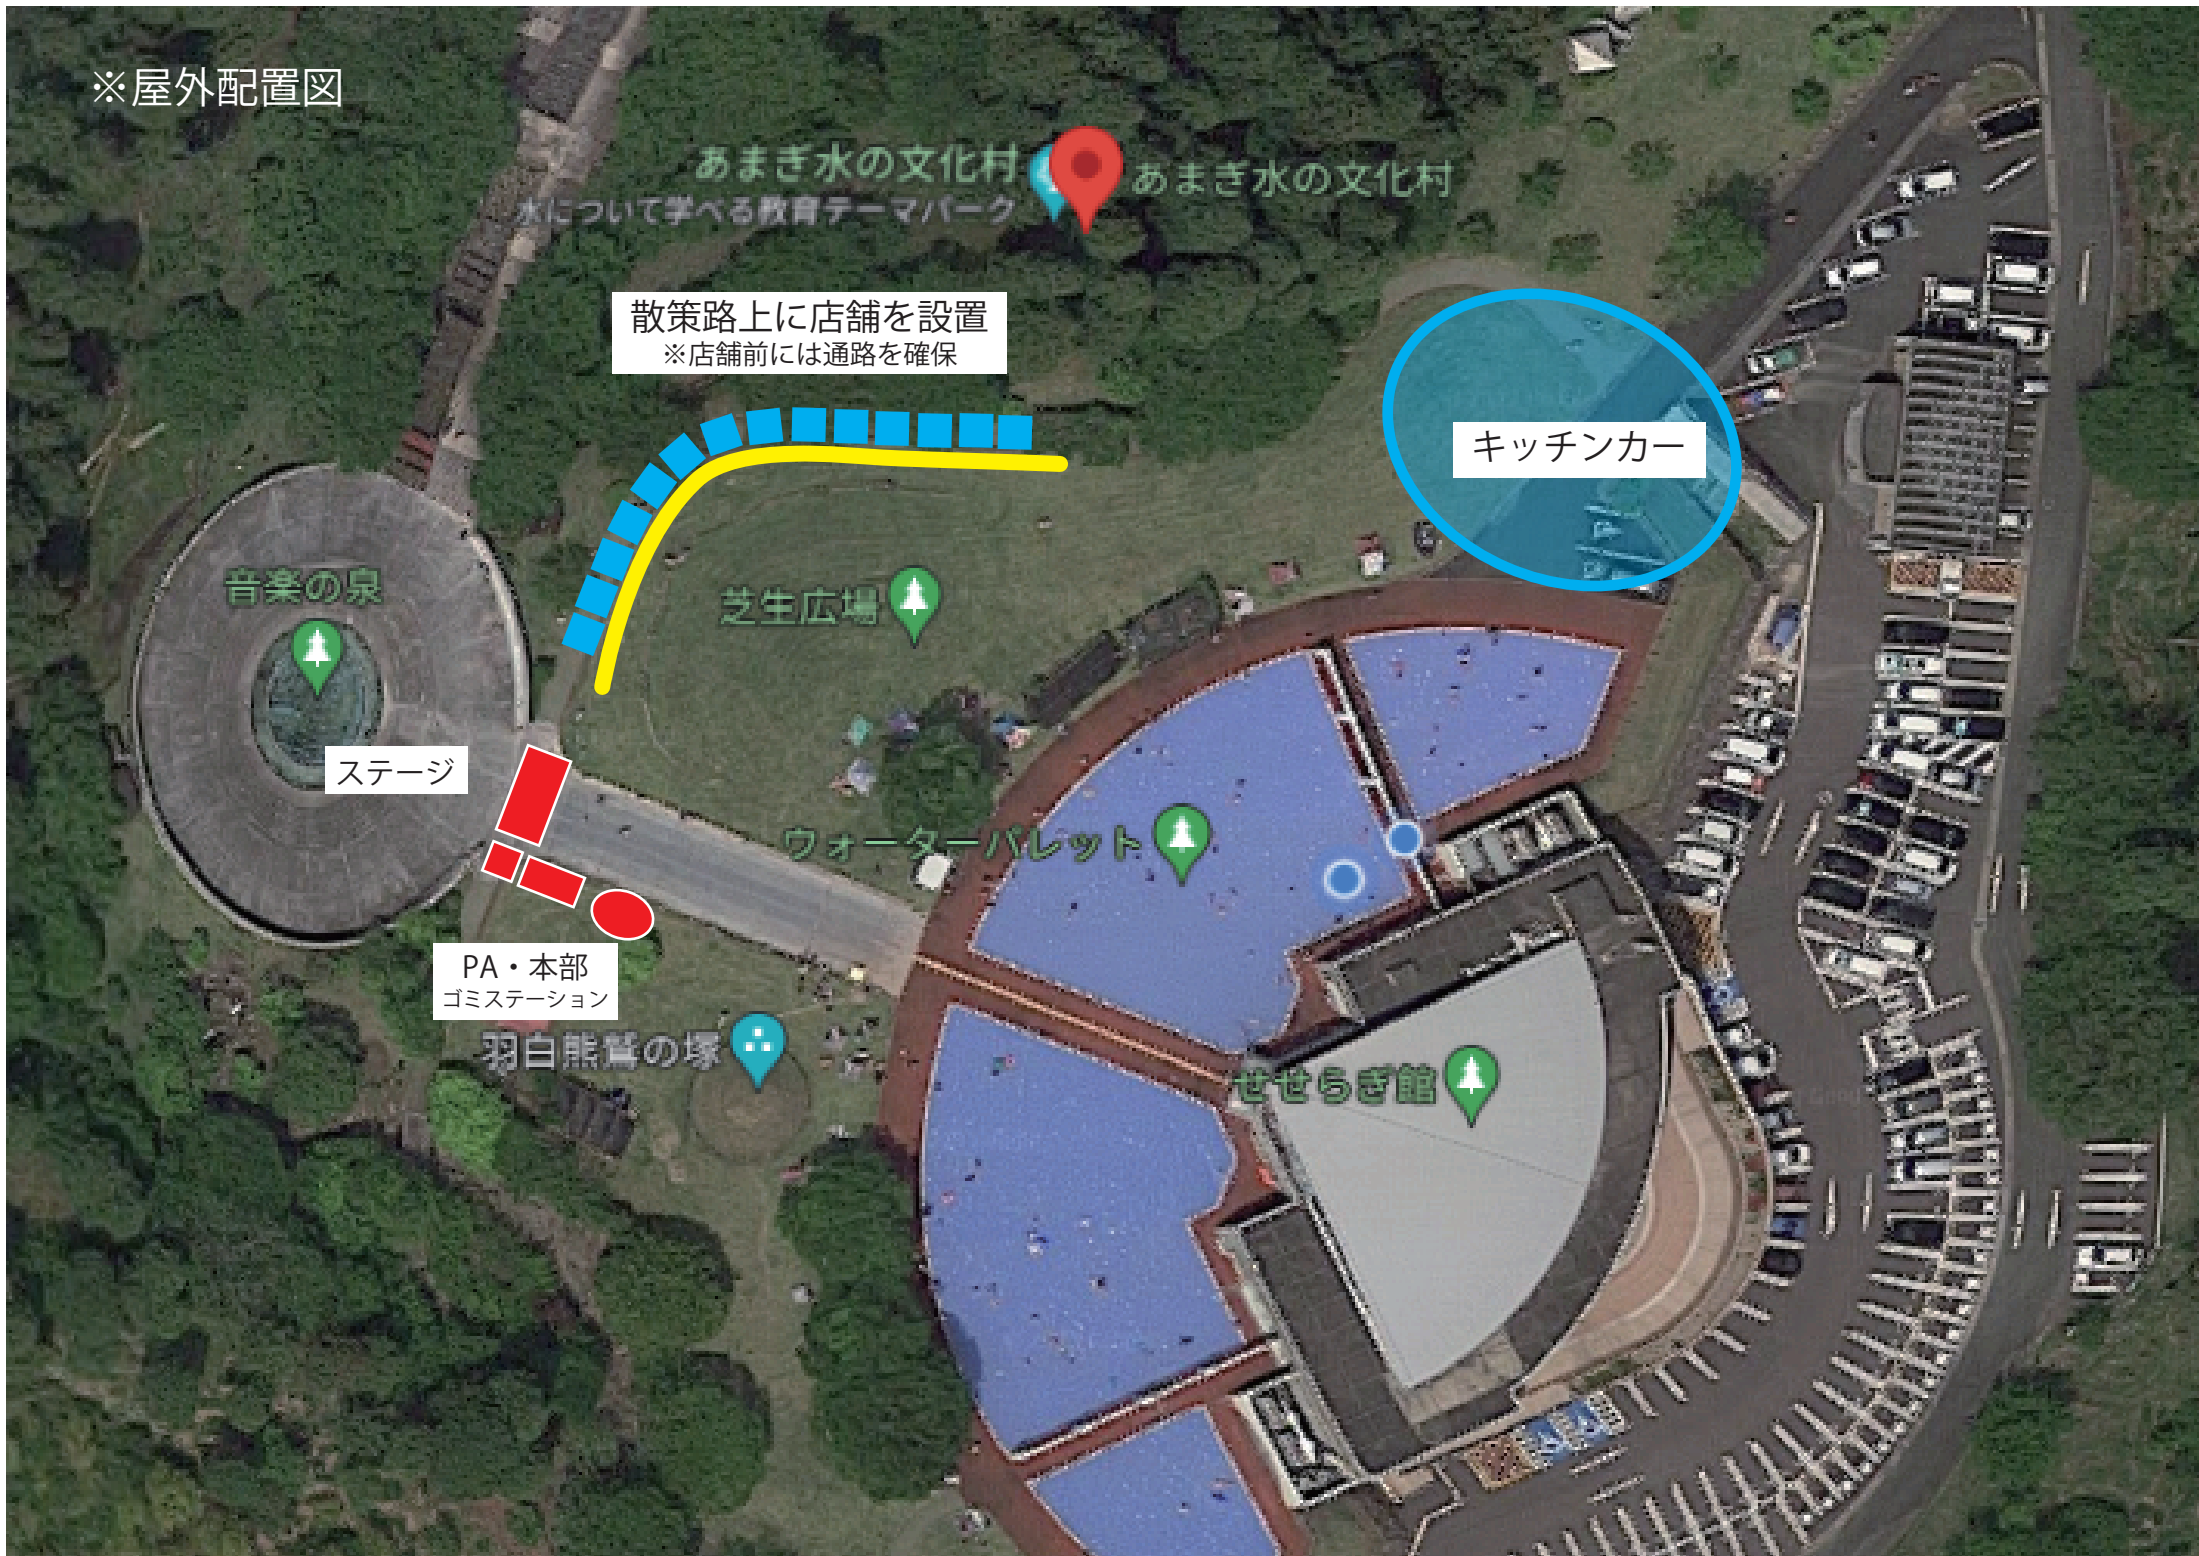 ※屋外配置図
あまぎ水の文化村
水について学べる教育テーマパーク
あまぎ水の文化村
散策路上に店舗を設置
※店舗前には通路を確保
キッチンカー
音楽の泉
芝生広場
ステージ
ウォーターパレット
PA・本部
ゴミステーション
羽白熊鷲の塚
せせらぎ館